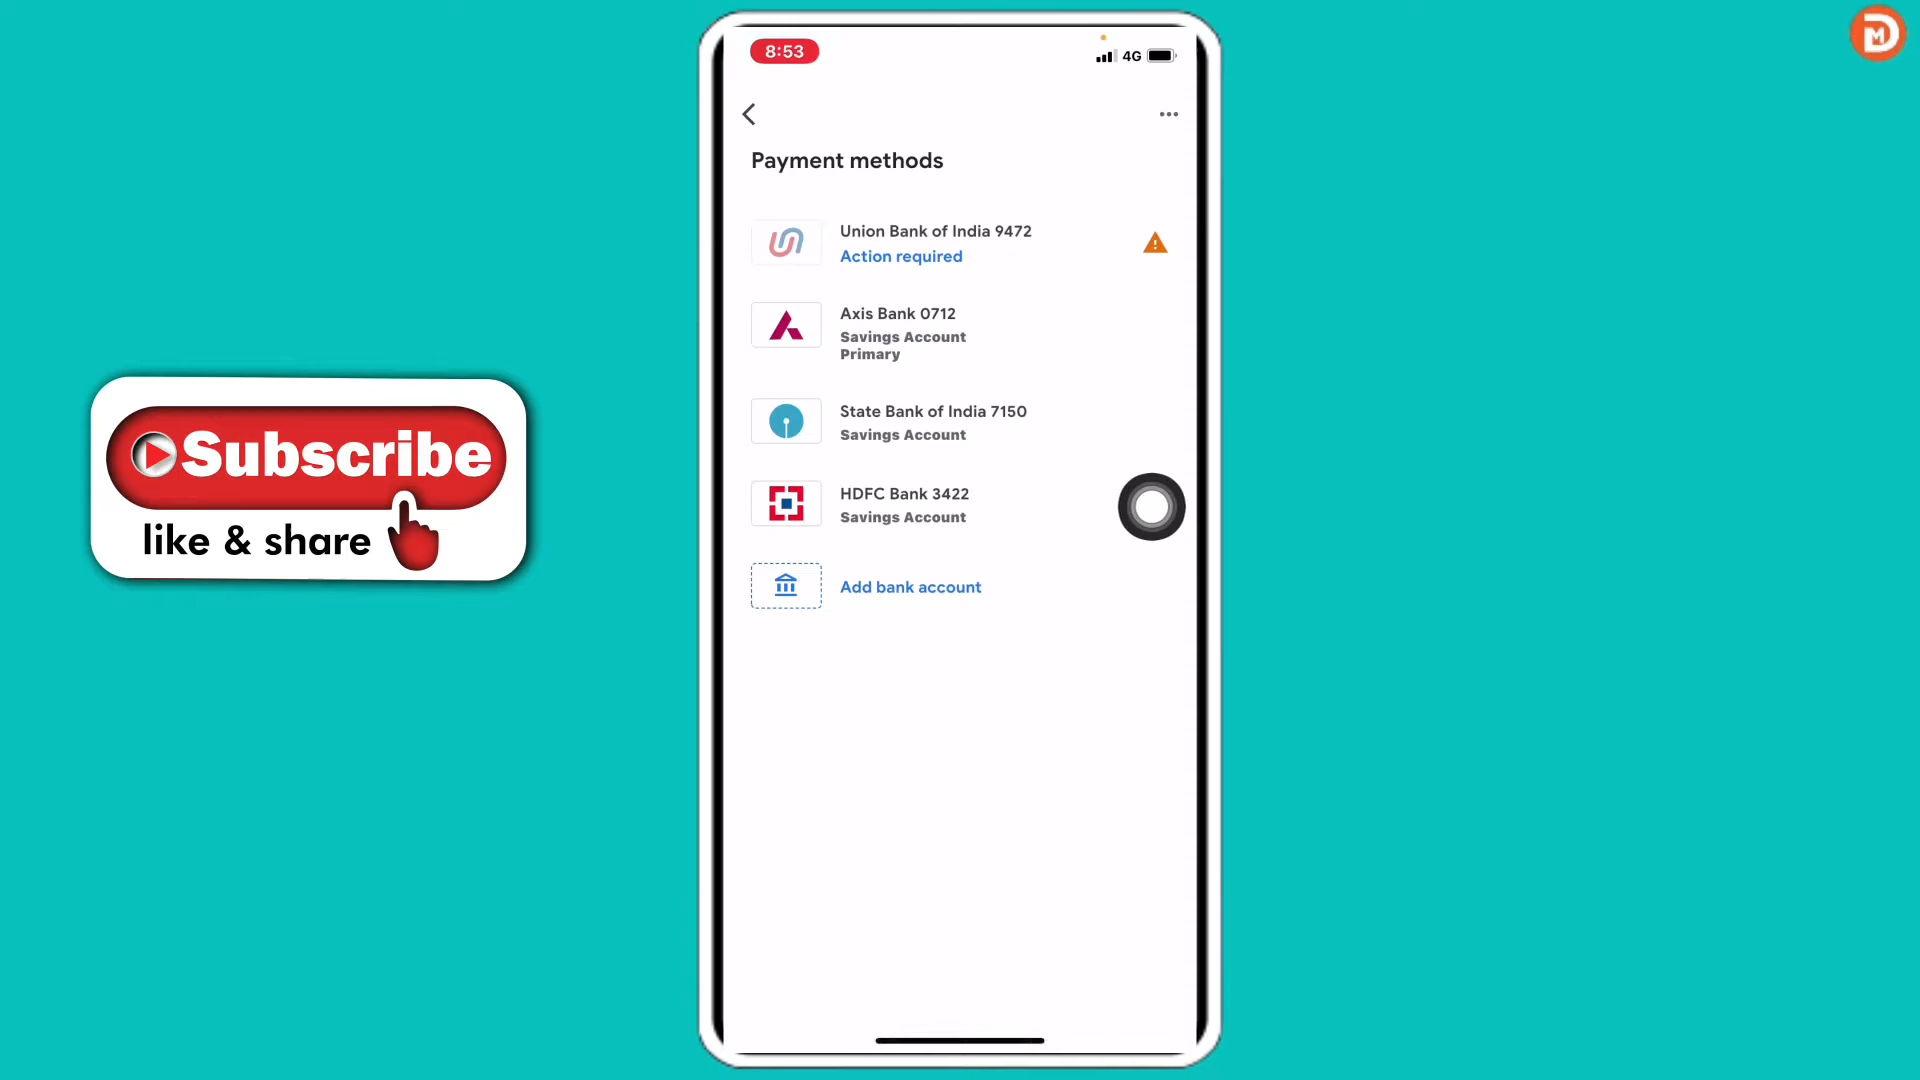 8:53
4G
Payment methods
Union Bank of India 9472
Action required
Axis Bank 0712
Savings Account
Primary
State Bank of India 7150
Savings Account
HDFC Bank 3422
Savings Account
Add bank account
Subscribe
like & share
DM